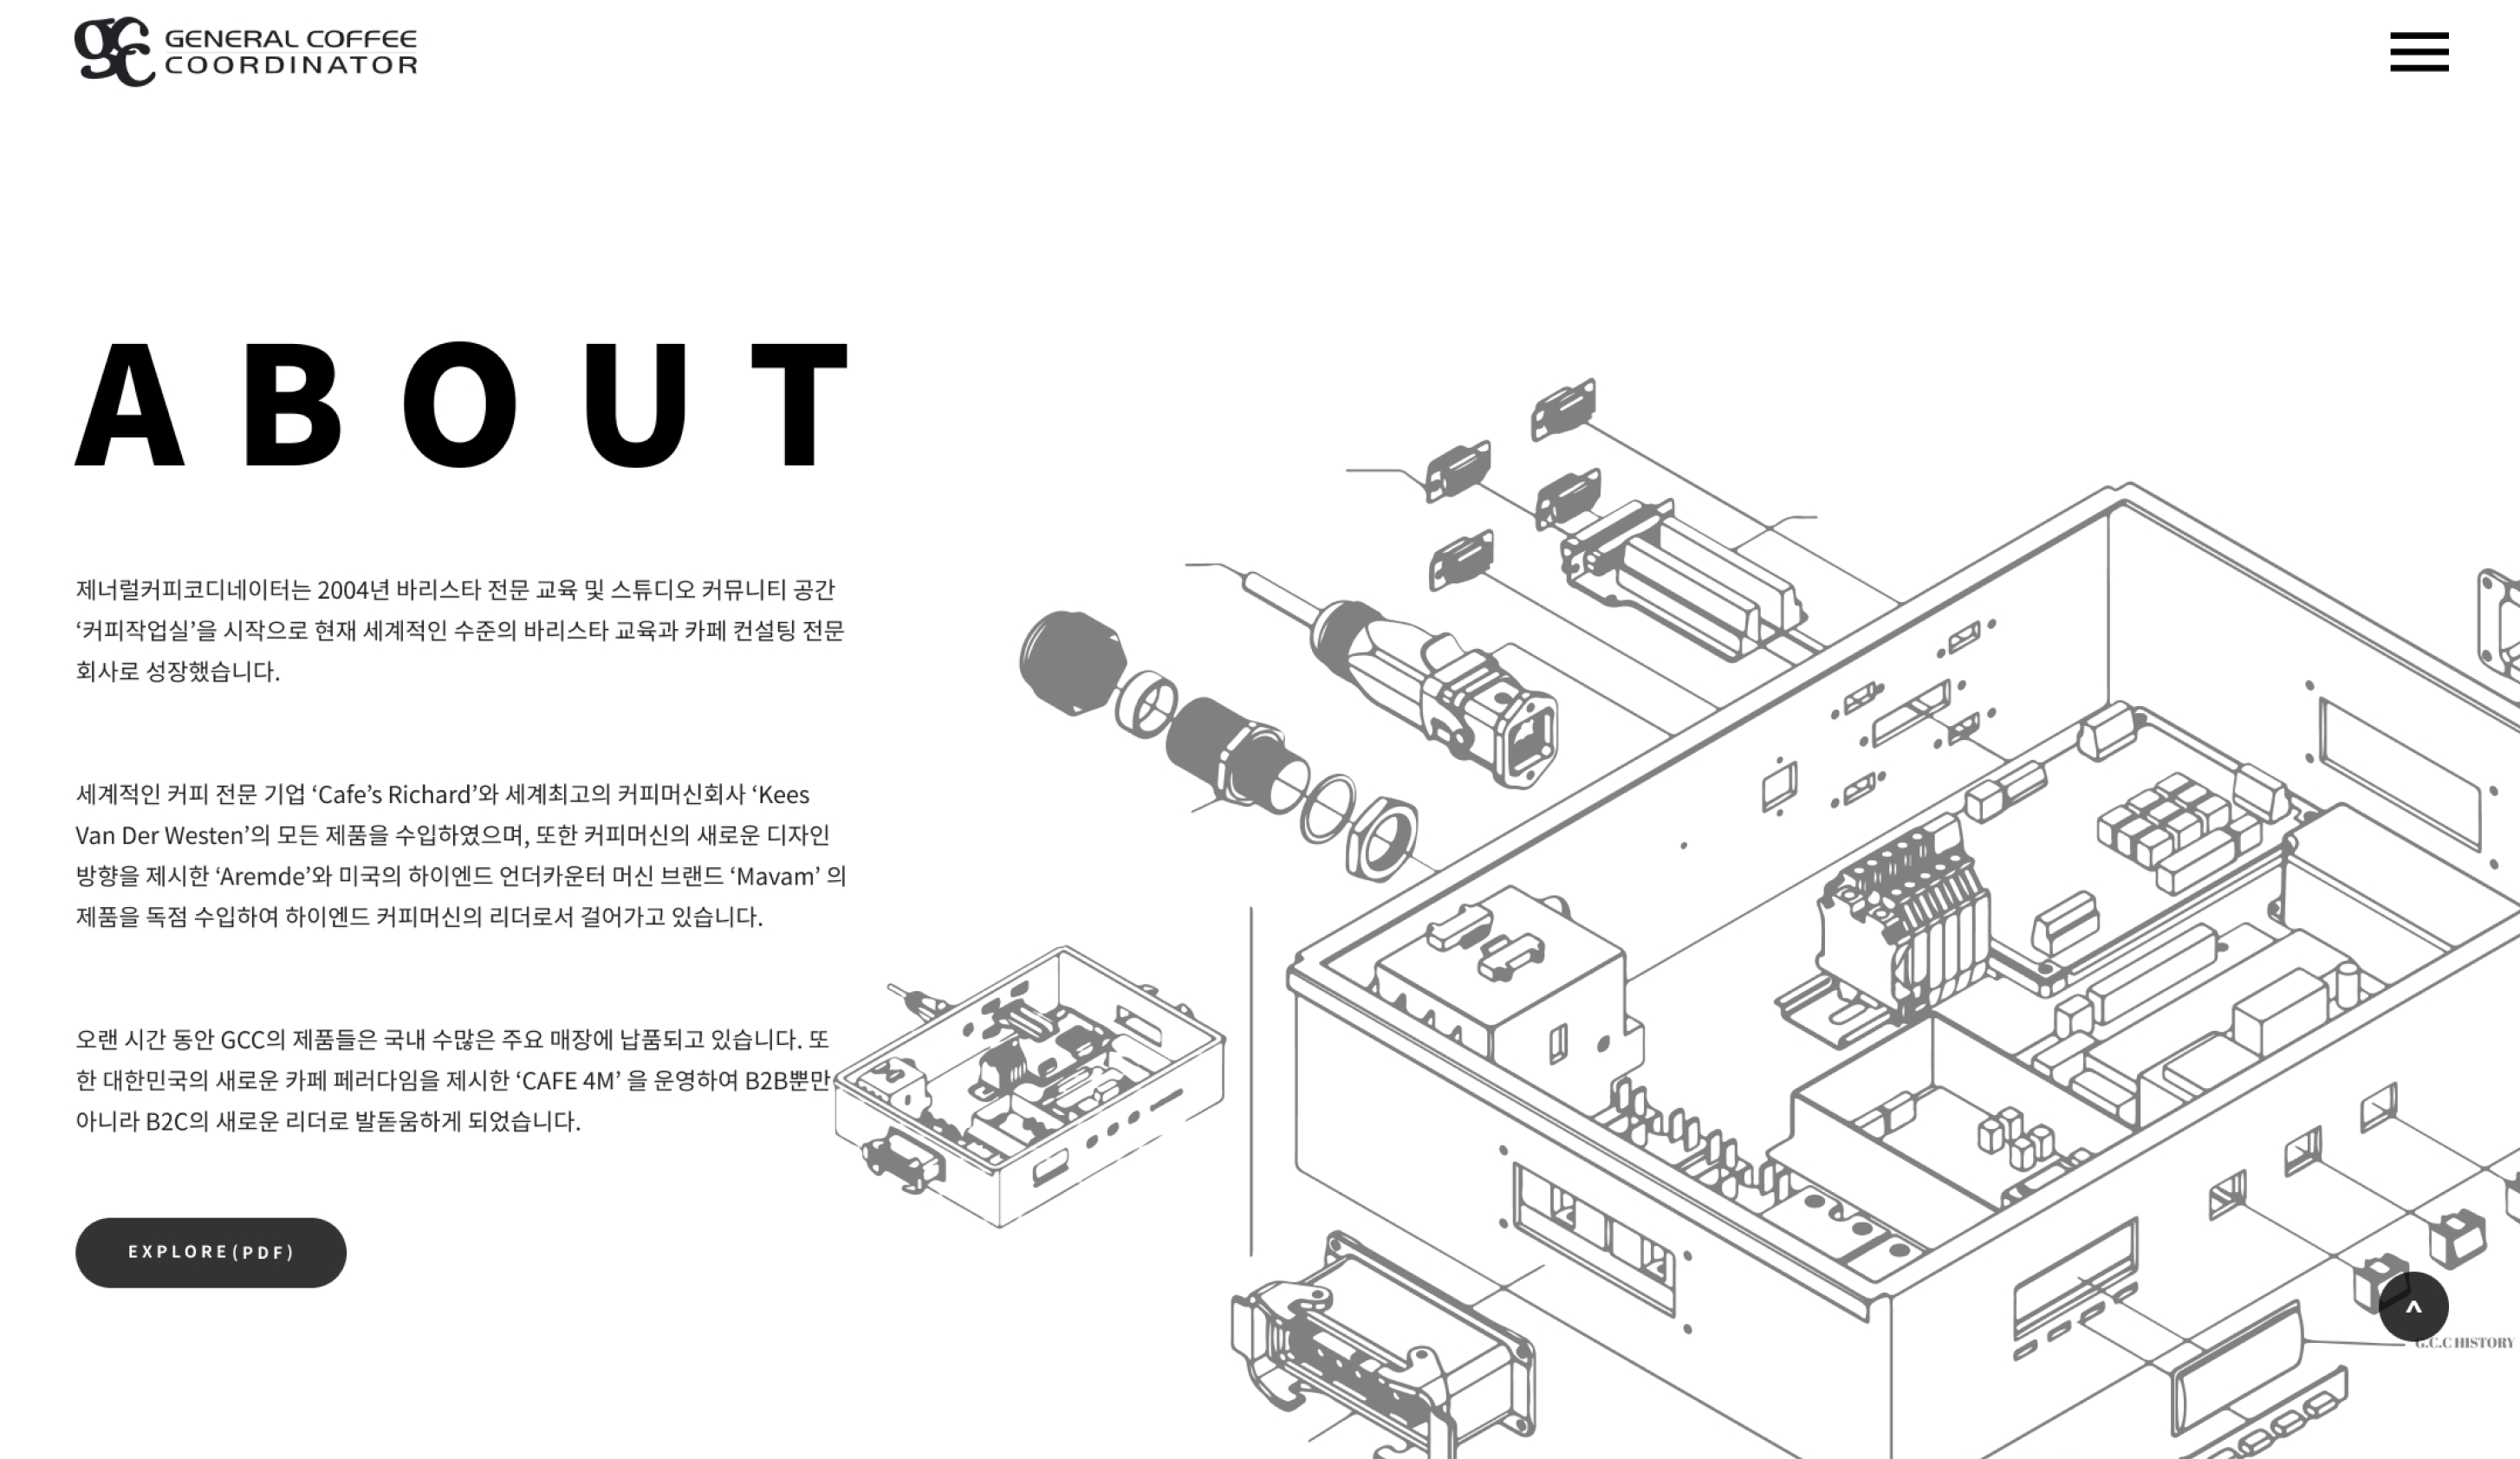 gcc GENERAL COFFEE
COORDINATOR
ABOUT
제너럴커피코디네이터는 2004년 바리스타 전문 교육 및 스튜디오 커뮤니티 공간
‘커피작업실’을 시작으로 현재 세계적인 수준의 바리스타 교육과 카페 컨설팅 전문
회사로 성장했습니다.
세계적인 커피 전문 기업 ‘Cafe’s Richard’와 세계최고의 커피머신회사 ‘Kees
Van Der Westen’의 모든 제품을 수입하였으며, 또한 커피머신의 새로운 디자인
방향을 제시한 ‘Aremde’와 미국의 하이엔드 언더카운터 머신 브랜드 ‘Mavam’ 의
제품을 독점 수입하여 하이엔드 커피머신의 리더로서 걸어가고 있습니다.
오랜 시간 동안 GCC의 제품들은 국내 수많은 주요 매장에 납품되고 있습니다. 또
한 대한민국의 새로운 카페 페러다임을 제시한 ‘CAFE 4M’ 을 운영하여 B2B뿐만
아니라 B2C의 새로운 리더로 발돋움하게 되었습니다.
EXPLORE(PDF)
G.C.C HISTORY